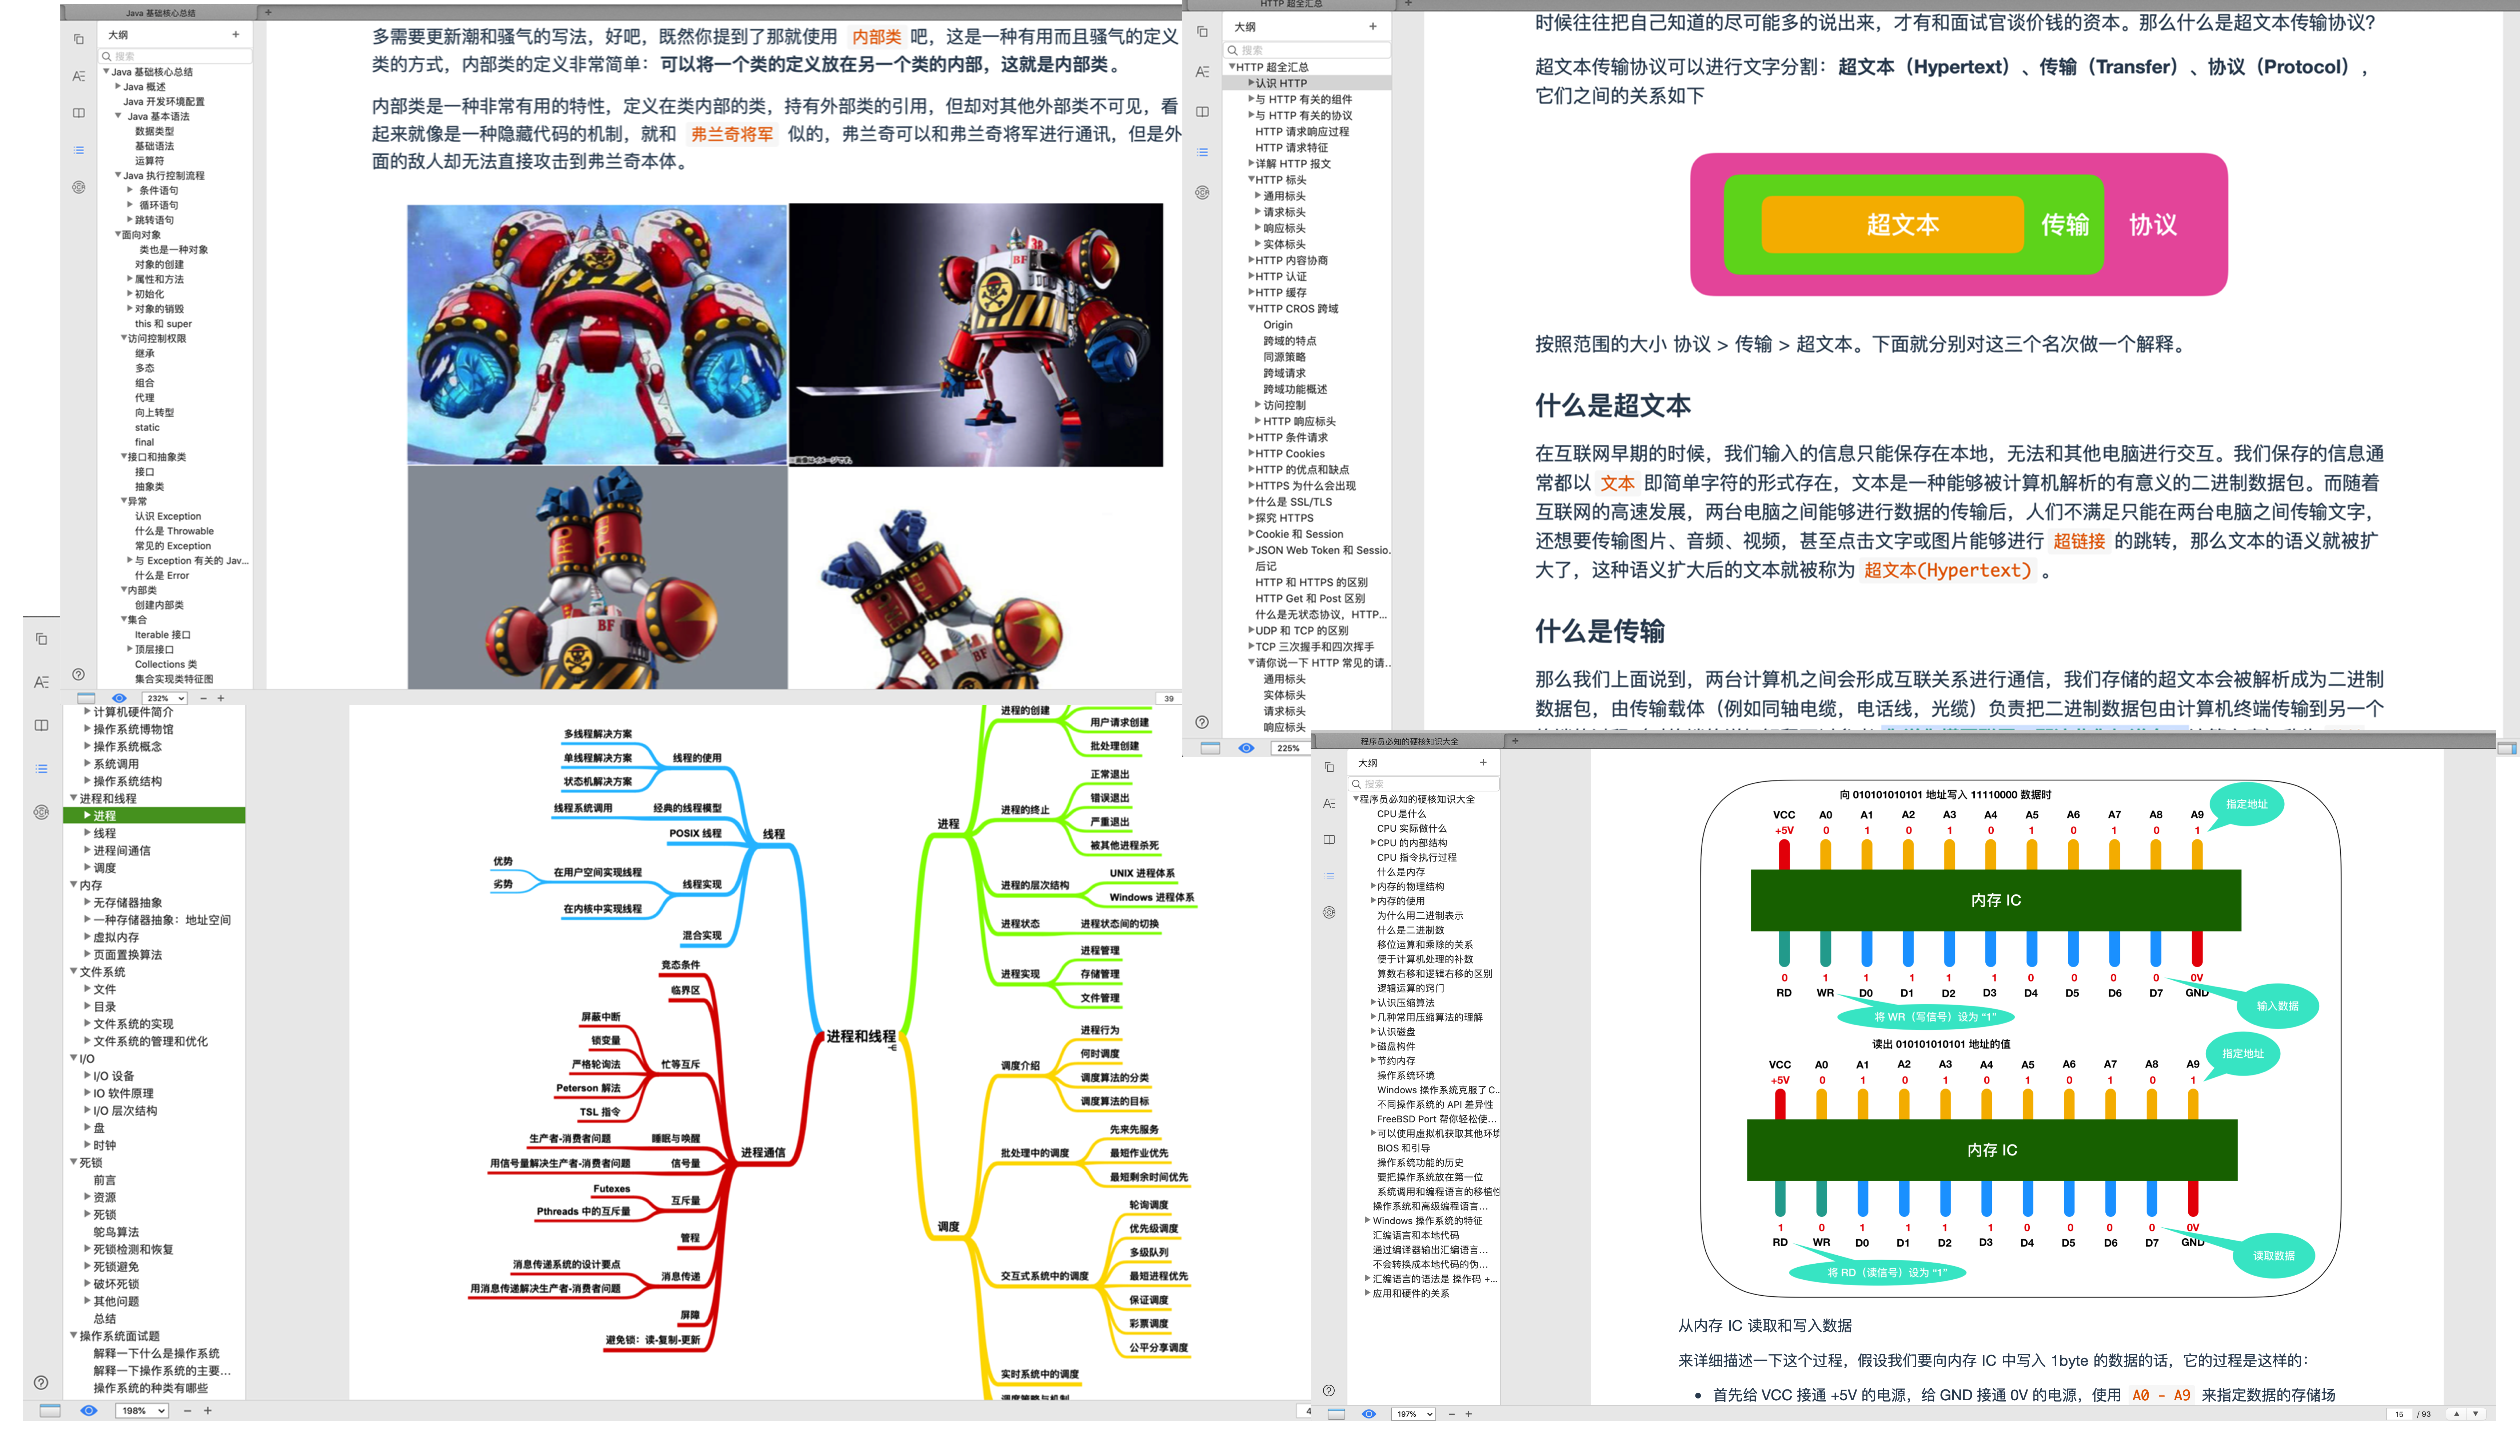 Java 基础核心总结
大纲
搜索
Java 基础核心总结
Java 概述
Java 开发环境配置
Java 基本语法
数据类型
基础语法
运算符
Java 执行控制流程
条件语句
循环语句
跳转语句
面向对象
类也是一种对象
对象的创建
属性和方法
初始化
对象的销毁
this 和 super
访问控制权限
继承
多态
组合
代理
向上转型
static
final
接口和抽象类
接口
抽象类
异常
认识 Exception
什么是 Throwable
常见的 Exception
与 Exception 有关的 Jav...
什么是 Error
内部类
创建内部类
集合
Iterable 接口
顶层接口
Collections 类
集合实现类特征图
232%
39
多需要更新潮和骚气的写法，好吧，既然你提到了那就使用 内部类 吧，这是一种有用而且骚气的定义
类的方式，内部类的定义非常简单：可以将一个类的定义放在另一个类的内部，这就是内部类。
内部类是一种非常有用的特性，定义在类内部的类，持有外部类的引用，但却对其他外部类不可见，看
起来就像是一种隐藏代码的机制，就和 弗兰奇将军 似的，弗兰奇可以和弗兰奇将军进行通讯，但是外
面的敌人却无法直接攻击到弗兰奇本体。
BF
38
BF
BF
HTTP 超全汇总
大纲
搜索
HTTP 超全汇总
认识 HTTP
与 HTTP 有关的组件
与 HTTP 有关的协议
HTTP 请求响应过程
HTTP 请求特征
详解 HTTP 报文
HTTP 标头
通用标头
请求标头
响应标头
实体标头
HTTP 内容协商
HTTP 认证
HTTP 缓存
HTTP CROS 跨域
Origin
跨域的特点
同源策略
跨域请求
跨域功能概述
访问控制
HTTP 响应标头
HTTP 条件请求
HTTP Cookies
HTTP 的优点和缺点
HTTPS 为什么会出现
什么是 SSL/TLS
探究 HTTPS
Cookie 和 Session
JSON Web Token 和 Sessio.
后记
HTTP 和 HTTPS 的区别
HTTP Get 和 Post 区别
什么是无状态协议，HTTP...
UDP 和 TCP 的区别
TCP 三次握手和四次挥手
请你说一下 HTTP 常见的请..
通用标头
实体标头
请求标头
响应标头
225%
时候往往把自己知道的尽可能多的说出来，才有和面试官谈价钱的资本。那么什么是超文本传输协议？
超文本传输协议可以进行文字分割：超文本（Hypertext）、传输（Transfer）、协议（Protocol），
它们之间的关系如下
超文本
传输
协议
按照范围的大小 协议 > 传输 > 超文本。下面就分别对这三个名次做一个解释。
什么是超文本
在互联网早期的时候，我们输入的信息只能保存在本地，无法和其他电脑进行交互。我们保存的信息通
常都以 文本 即简单字符的形式存在，文本是一种能够被计算机解析的有意义的二进制数据包。而随着
互联网的高速发展，两台电脑之间能够进行数据的传输后，人们不满足只能在两台电脑之间传输文字，
还想要传输图片、音频、视频，甚至点击文字或图片能够进行 超链接 的跳转，那么文本的语义就被扩
大了，这种语义扩大后的文本就被称为 超文本(Hypertext) 。
什么是传输
那么我们上面说到，两台计算机之间会形成互联关系进行通信，我们存储的超文本会被解析成为二进制
数据包，由传输载体（例如同轴电缆，电话线，光缆）负责把二进制数据包由计算机终端传输到另一个
计算机硬件简介
操作系统博物馆
操作系统概念
系统调用
操作系统结构
进程和线程
进程
线程
进程间通信
调度
内存
无存储器抽象
一种存储器抽象：地址空间
虚拟内存
页面置换算法
文件系统
文件
目录
文件系统的实现
文件系统的管理和优化
I/O
I/O 设备
IO 软件原理
I/O 层次结构
盘
时钟
死锁
前言
资源
死锁
鸵鸟算法
死锁检测和恢复
死锁避免
破坏死锁
其他问题
总结
操作系统面试题
解释一下什么是操作系统
解释一下操作系统的主要...
操作系统的种类有哪些
198%
4
进程和线程
线程
线程的使用
多线程解决方案
单线程解决方案
状态机解决方案
经典的线程模型
线程系统调用
POSIX 线程
线程实现
在用户空间实现线程
优势
劣势
在内核中实现线程
混合实现
进程通信
竞态条件
临界区
忙等互斥
屏蔽中断
锁变量
严格轮询法
Peterson 解法
TSL 指令
睡眠与唤醒
生产者-消费者问题
信号量
用信号量解决生产者-消费者问题
互斥量
Futexes
Pthreads 中的互斥量
管程
消息传递
消息传递系统的设计要点
用消息传递解决生产者-消费者问题
屏障
避免锁：读-复制-更新
进程
进程的创建
用户请求创建
批处理创建
进程的终止
正常退出
错误退出
严重退出
被其他进程杀死
进程的层次结构
UNIX 进程体系
Windows 进程体系
进程状态
进程状态间的切换
进程实现
进程管理
存储管理
文件管理
调度
调度介绍
进程行为
何时调度
调度算法的分类
调度算法的目标
批处理中的调度
先来先服务
最短作业优先
最短剩余时间优先
交互式系统中的调度
轮询调度
优先级调度
多级队列
最短进程优先
保证调度
彩票调度
公平分享调度
实时系统中的调度
调度策略与机制
程序员必知的硬核知识大全
大纲
搜索
程序员必知的硬核知识大全
CPU 是什么
CPU 实际做什么
CPU 的内部结构
CPU 指令执行过程
什么是内存
内存的物理结构
内存的使用
为什么用二进制表示
什么是二进制数
移位运算和乘除的关系
便于计算机处理的补数
算数右移和逻辑右移的区别
逻辑运算的窍门
认识压缩算法
几种常用压缩算法的理解
认识磁盘
磁盘构件
节约内存
操作系统环境
Windows 操作系统克服了 C..
不同操作系统的 API 差异性
FreeBSD Port 帮你轻松使...
可以使用虚拟机获取其他环境
BIOS 和引导
操作系统功能的历史
要把操作系统放在第一位
系统调用和编程语言的移植性
操作系统和高级编程语言...
Windows 操作系统的特征
汇编语言和本地代码
通过编译器输出汇编语言...
不会转换成本地代码的伪...
汇编语言的语法是 操作码 +...
应用和硬件的关系
197%
向 010101010101 地址写入 11110000 数据时
指定地址
VCC A0 A1 A2 A3 A4 A5 A6 A7 A8 A9
+5V 0 1 0 1 0 1 0 1 0 1
内存 IC
0 1 1 1 1 1 0 0 0 0 0V
RD WR D0 D1 D2 D3 D4 D5 D6 D7 GND
将 WR（写信号）设为 “1”
输入数据
读出 010101010101 地址的值
指定地址
VCC A0 A1 A2 A3 A4 A5 A6 A7 A8 A9
+5V 0 1 0 1 0 1 0 1 0 1
内存 IC
1 0 1 1 1 1 0 0 0 0 0V
RD WR D0 D1 D2 D3 D4 D5 D6 D7 GND
将 RD（读信号）设为 “1”
读取数据
从内存 IC 读取和写入数据
来详细描述一下这个过程，假设我们要向内存 IC 中写入 1byte 的数据的话，它的过程是这样的：
首先给 VCC 接通 +5V 的电源，给 GND 接通 0V 的电源，使用 A0 - A9 来指定数据的存储场
15 / 93